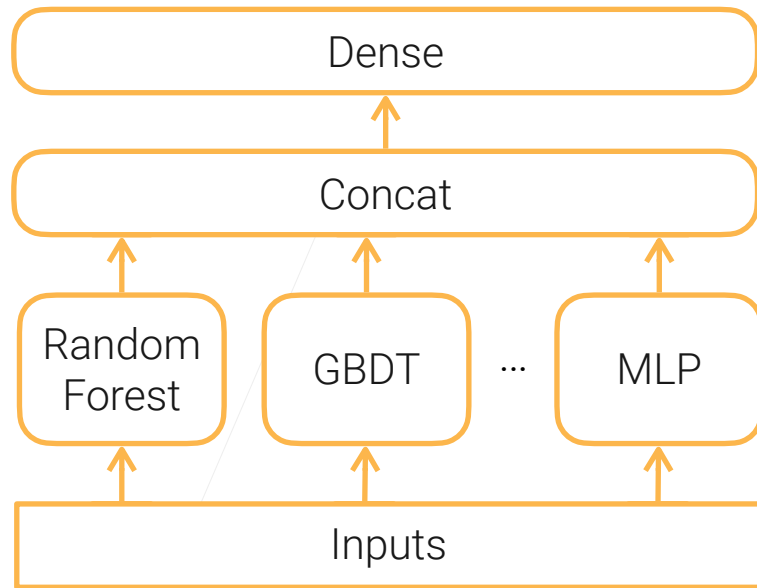 Dense
Concat
Random
Forest
GBDT
...
MLP
Inputs